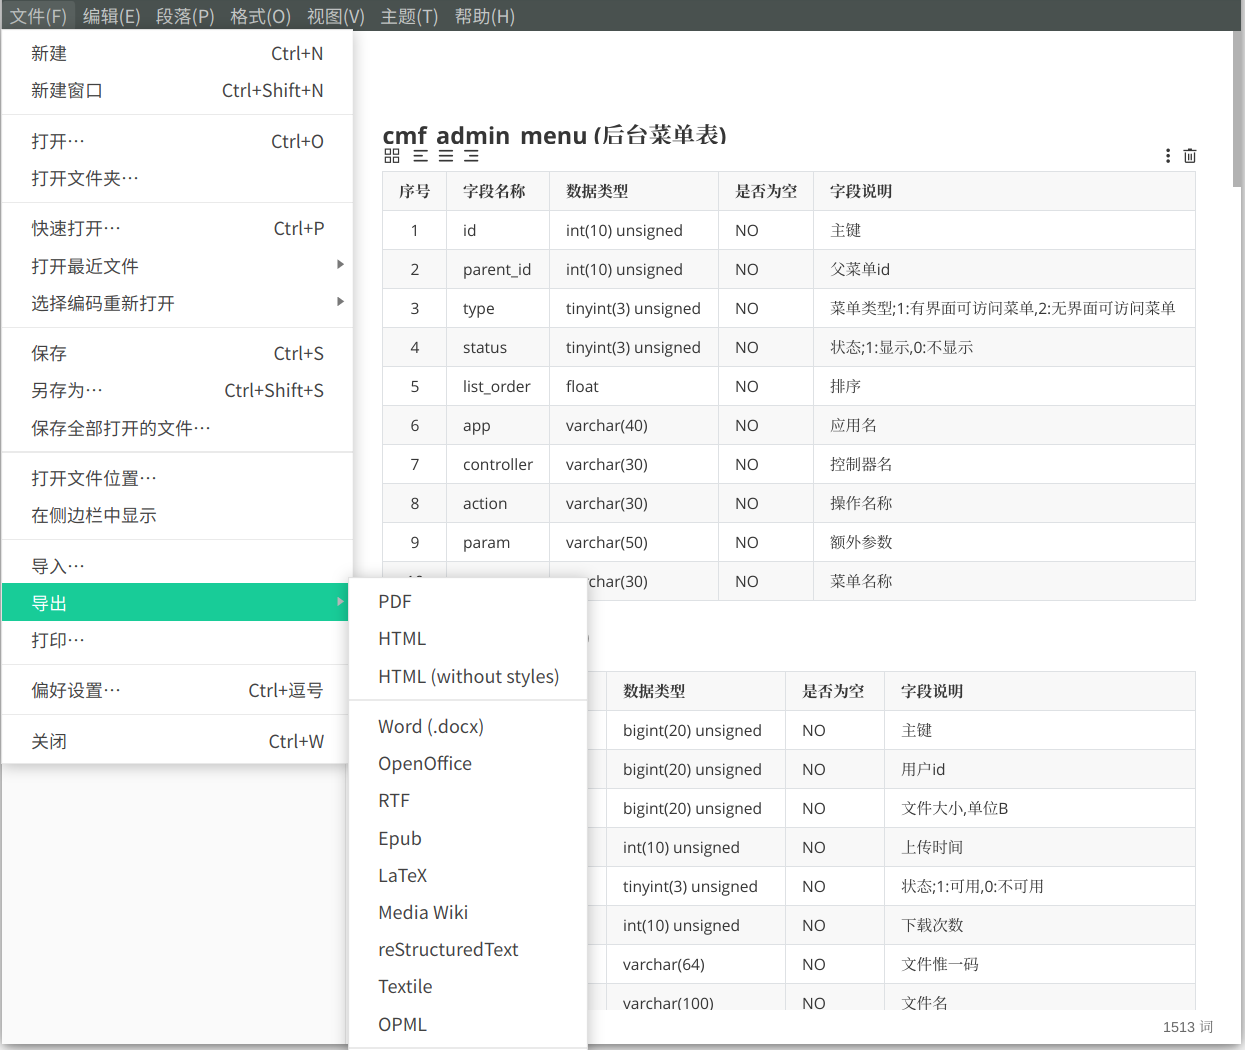 文件(F) 编辑(E) 段落(P) 格式(O) 视图(V) 主题(T) 帮助(H)
新建 Ctrl+N
新建窗口 Ctrl+Shift+N
打开… Ctrl+O
打开文件夹…
快速打开… Ctrl+P
打开最近文件
选择编码重新打开
保存 Ctrl+S
另存为… Ctrl+Shift+S
保存全部打开的文件…
打开文件位置…
在侧边栏中显示
导入…
导出
打印…
偏好设置… Ctrl+逗号
关闭 Ctrl+W
PDF
HTML
HTML (without styles)
Word (.docx)
OpenOffice
RTF
Epub
LaTeX
Media Wiki
reStructuredText
Textile
OPML
cmf_admin_menu (后台菜单表)
序号 字段名称 数据类型 是否为空 字段说明
1 id int(10) unsigned NO 主键
2 parent_id int(10) unsigned NO 父菜单id
3 type tinyint(3) unsigned NO 菜单类型;1:有界面可访问菜单,2:无界面可访问菜单
4 status tinyint(3) unsigned NO 状态;1:显示,0:不显示
5 list_order float NO 排序
6 app varchar(40) NO 应用名
7 controller varchar(30) NO 控制器名
8 action varchar(30) NO 操作名称
9 param varchar(50) NO 额外参数
rchar(30) NO 菜单名称
)
数据类型 是否为空 字段说明
bigint(20) unsigned NO 主键
bigint(20) unsigned NO 用户id
bigint(20) unsigned NO 文件大小,单位B
int(10) unsigned NO 上传时间
tinyint(3) unsigned NO 状态;1:可用,0:不可用
int(10) unsigned NO 下载次数
varchar(64) NO 文件惟一码
varchar(100) NO 文件名
1513 词